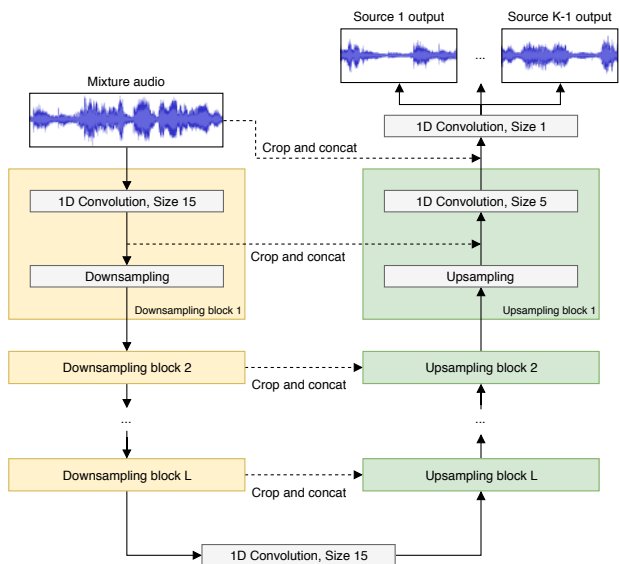 Source 1 output
Source K-1 output
...
Mixture audio
1D Convolution, Size 1
Crop and concat
1D Convolution, Size 15
1D Convolution, Size 5
Crop and concat
Downsampling
Upsampling
Downsampling block 1
Upsampling block 1
Downsampling block 2
Upsampling block 2
Crop and concat
...
...
Downsampling block L
Upsampling block L
Crop and concat
1D Convolution, Size 15